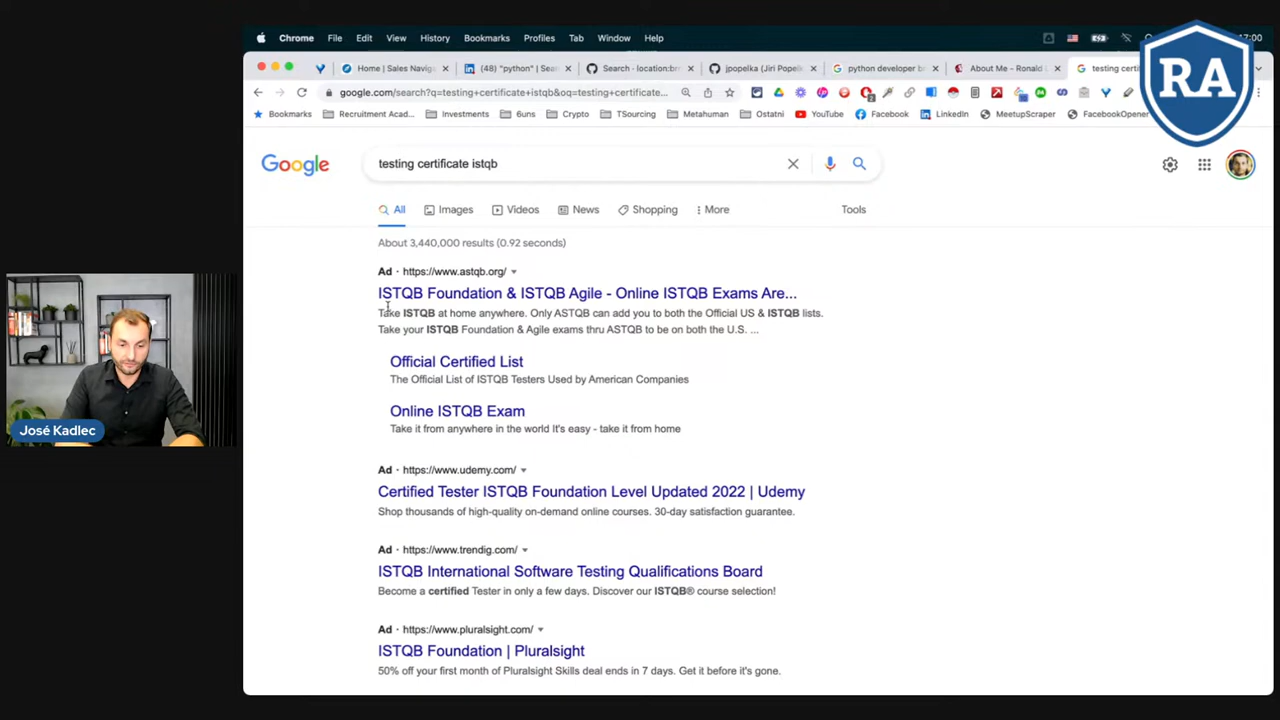 Chrome File Edit View History Bookmarks Profiles Tab Window Help
17:00
RA
Home | Sales Navig
(48) "python" | Sear
Search · location:br
jpopelka (Jiri Popelk
python developer b
About Me - Ronald L
testing certi
google.com/search?q=testing+certificate+istqb&oq=testing+certificate...
Bookmarks Recruitment Acad... Investments 6uns Crypto TSourcing Metahuman Ostatni YouTube Facebook LinkedIn MeetupScraper FacebookOpener
Google
testing certificate istqb
All Images Videos News Shopping More Tools
About 3,440,000 results (0.92 seconds)
Ad · https://www.astqb.org/
ISTQB Foundation & ISTQB Agile - Online ISTQB Exams Are...
Take ISTQB at home anywhere. Only ASTQB can add you to both the Official US & ISTQB lists.
Take your ISTQB Foundation & Agile exams thru ASTQB to be on both the U.S. ...
Official Certified List
The Official List of ISTQB Testers Used by American Companies
Online ISTQB Exam
Take it from anywhere in the world It's easy - take it from home
José Kadlec
Ad · https://www.udemy.com/
Certified Tester ISTQB Foundation Level Updated 2022 | Udemy
Shop thousands of high-quality on-demand online courses. 30-day satisfaction guarantee.
Ad · https://www.trendig.com/
ISTQB International Software Testing Qualifications Board
Become a certified Tester in only a few days. Discover our ISTQB® course selection!
Ad · https://www.pluralsight.com/
ISTQB Foundation | Pluralsight
50% off your first month of Pluralsight Skills deal ends in 7 days. Get it before it's gone.